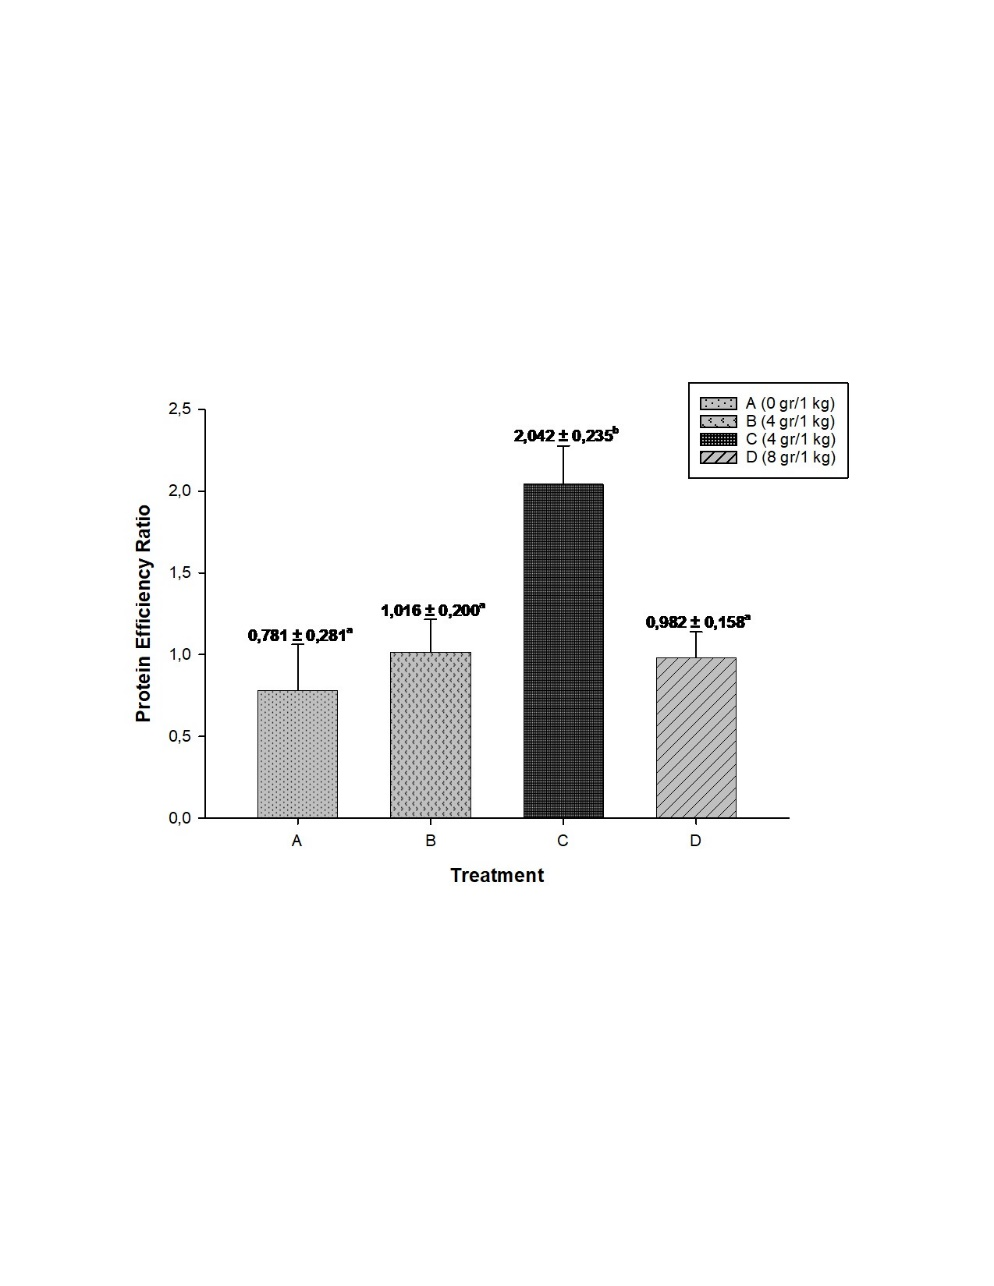 A (0 gr/1 kg)
B (4 gr/1 kg)
C (4 gr/1 kg)
D (8 gr/1 kg)
2,5
2,0
1,5
1,0
0,5
0,0
Protein Efficiency Ratio
0,781 ± 0,281ᵃ
1,016 ± 0,200ᵃ
2,042 ± 0,235ᵇ
0,982 ± 0,158ᵃ
A B C D
Treatment